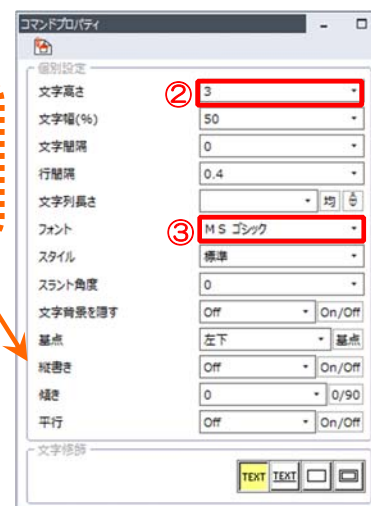 コマンドプロパティ
個別設定
文字高さ ② 3
文字幅(%) 50
文字間隔 0
行間隔 0.4
文字列長さ 均
フォント ③ ＭＳ ゴシック
スタイル 標準
スラント角度 0
文字背景を隠す Off On/Off
基点 左下 基点
縦書き Off On/Off
傾き 0 0/90
平行 Off On/Off
文字修飾
TEXT TEXT